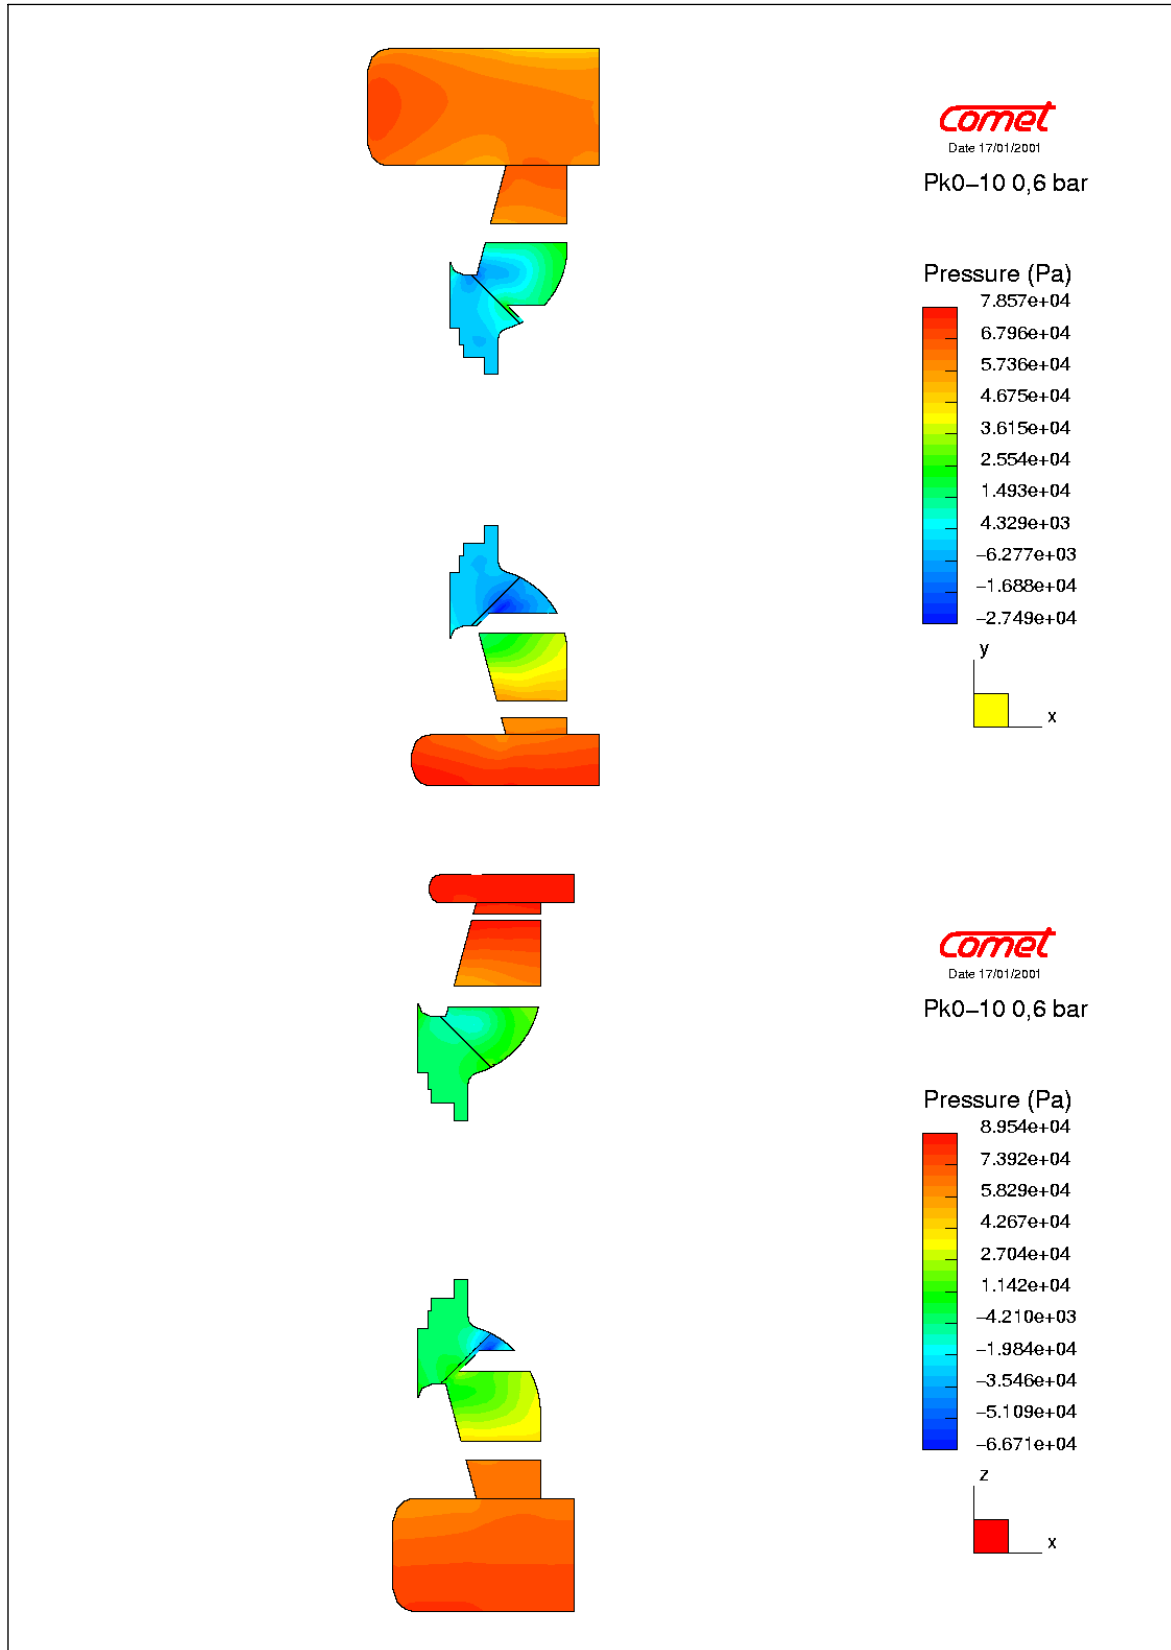 Comet
Date 17/01/2001
Pk0−10 0,6 bar
Pressure (Pa)
7.857e+04
6.796e+04
5.736e+04
4.675e+04
3.615e+04
2.554e+04
1.493e+04
4.329e+03
−6.277e+03
−1.688e+04
−2.749e+04
y
x
Comet
Date 17/01/2001
Pk0−10 0,6 bar
Pressure (Pa)
8.954e+04
7.392e+04
5.829e+04
4.267e+04
2.704e+04
1.142e+04
−4.210e+03
−1.984e+04
−3.546e+04
−5.109e+04
−6.671e+04
z
x